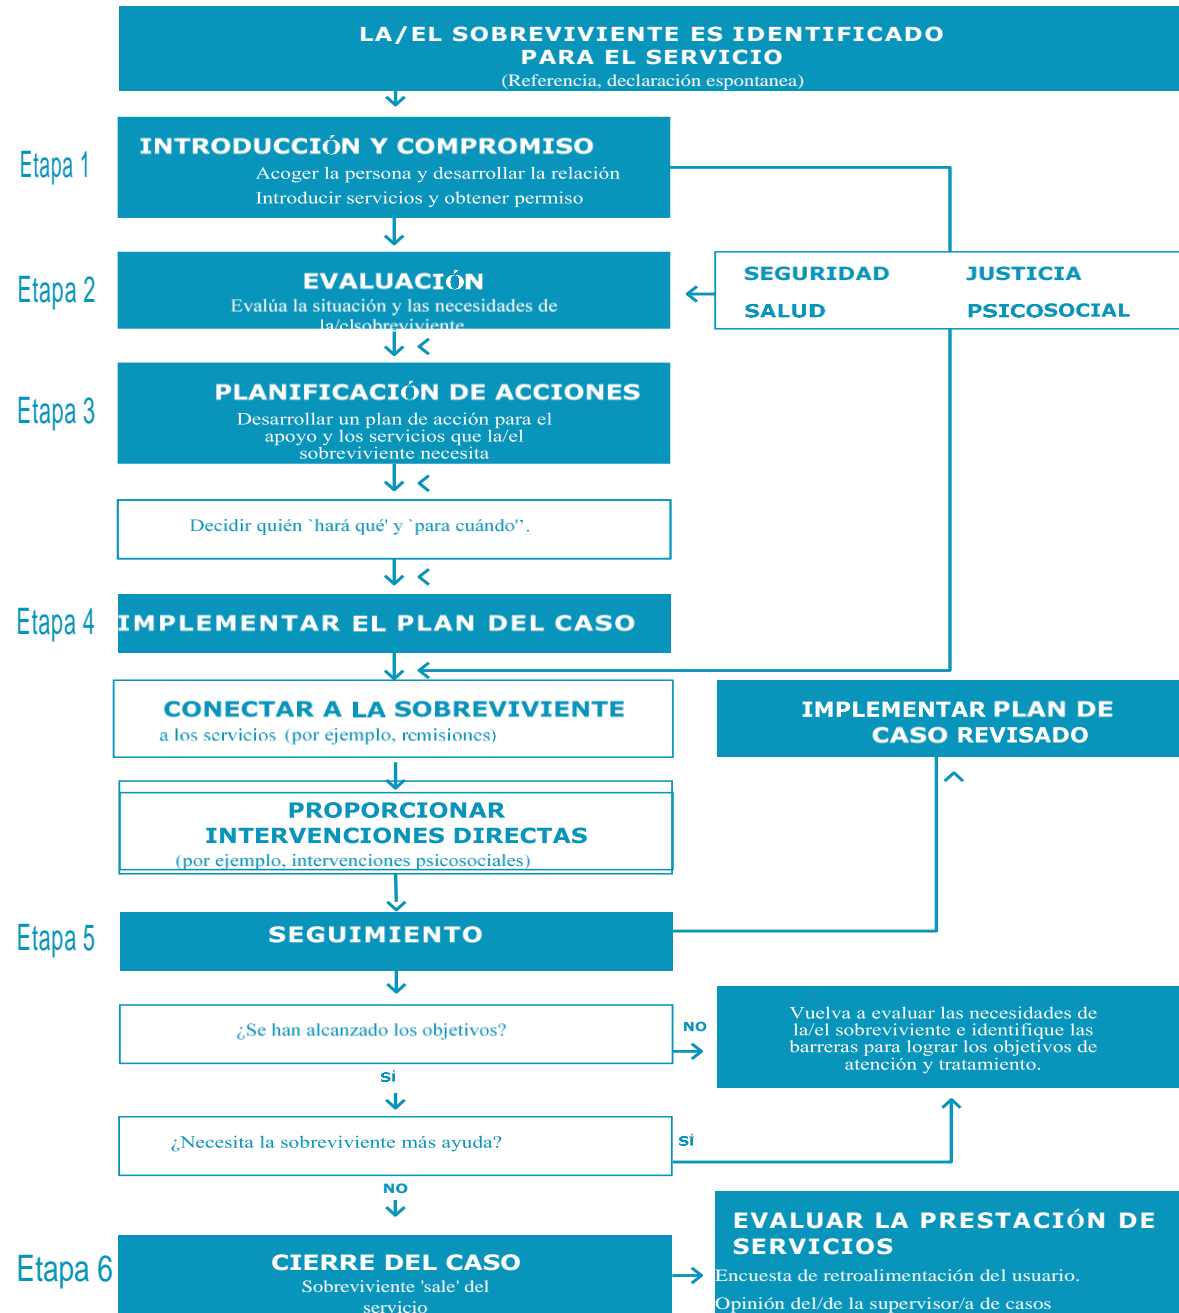 LA/EL SOBREVIVIENTE ES IDENTIFICADO
PARA EL SERVICIO
(Referencia, declaración espontanea)
Etapa 1
INTRODUCCIÓN Y COMPROMISO
Acoger la persona y desarrollar la relación
Introducir servicios y obtener permiso
Etapa 2
EVALUACIÓN
Evalúa la situación y las necesidades de
la/elsobreviviente
SEGURIDAD JUSTICIA
SALUD PSICOSOCIAL
Etapa 3
PLANIFICACIÓN DE ACCIONES
Desarrollar un plan de acción para el
apoyo y los servicios que la/el
sobreviviente necesita
Decidir quién `hará qué' y `para cuándo''.
Etapa 4
IMPLEMENTAR EL PLAN DEL CASO
CONECTAR A LA SOBREVIVIENTE
a los servicios (por ejemplo, remisiones)
IMPLEMENTAR PLAN DE
CASO REVISADO
PROPORCIONAR
INTERVENCIONES DIRECTAS
(por ejemplo, intervenciones psicosociales)
Etapa 5
SEGUIMIENTO
¿Se han alcanzado los objetivos?
NO
Vuelva a evaluar las necesidades de
la/el sobreviviente e identifique las
barreras para lograr los objetivos de
atención y tratamiento.
SÍ
¿Necesita la sobreviviente más ayuda?
SÍ
NO
Etapa 6
CIERRE DEL CASO
Sobreviviente 'sale' del
servicio
EVALUAR LA PRESTACIÓN DE
SERVICIOS
Encuesta de retroalimentación del usuario.
Opinión del/de la supervisor/a de casos